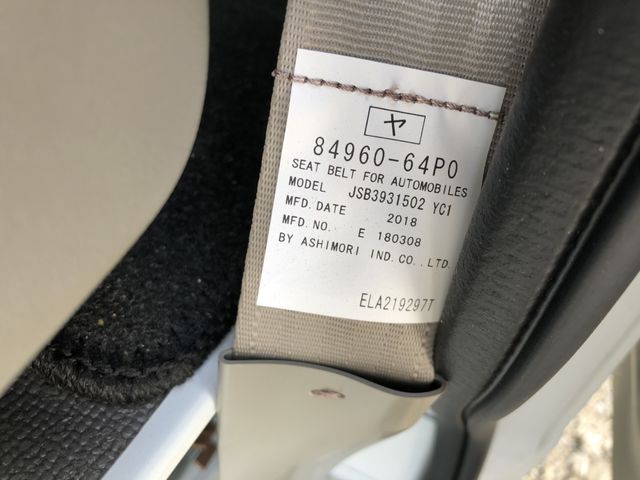 ヤ
84960-64P0
SEAT BELT FOR AUTOMOBILES
MODEL JSB3931502 YC1
MFD.DATE 2018
MFD.NO. E 180308
BY ASHIMORI IND.CO.,LTD.
ELA219297T